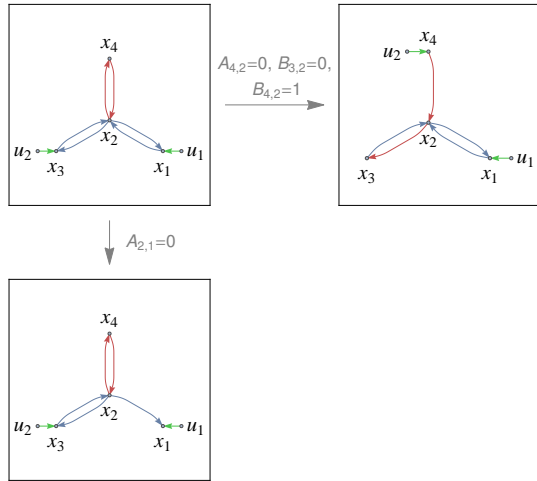 x₄
x₂
u₂
x₃
x₁
u₁
A₄,₂=0, B₃,₂=0,
B₄,₂=1
u₂
x₄
x₂
x₃
x₁
u₁
A₂,₁=0
x₄
x₂
u₂
x₃
x₁
u₁